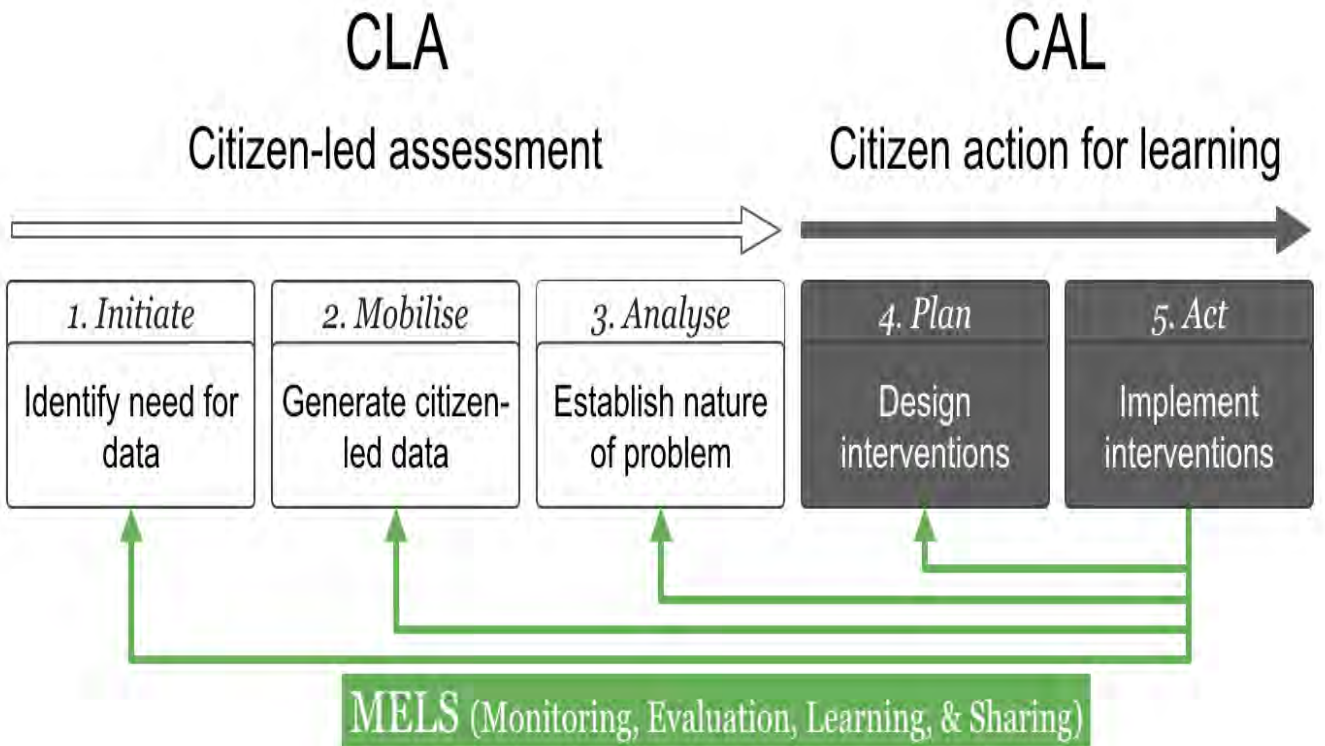 CLA
CAL
Citizen-led assessment
Citizen action for learning
1. Initiate
2. Mobilise
3. Analyse
4. Plan
5. Act
Identify need for
data
Generate citizen-
led data
Establish nature
of problem
Design
interventions
Implement
interventions
MELS (Monitoring, Evaluation, Learning, & Sharing)